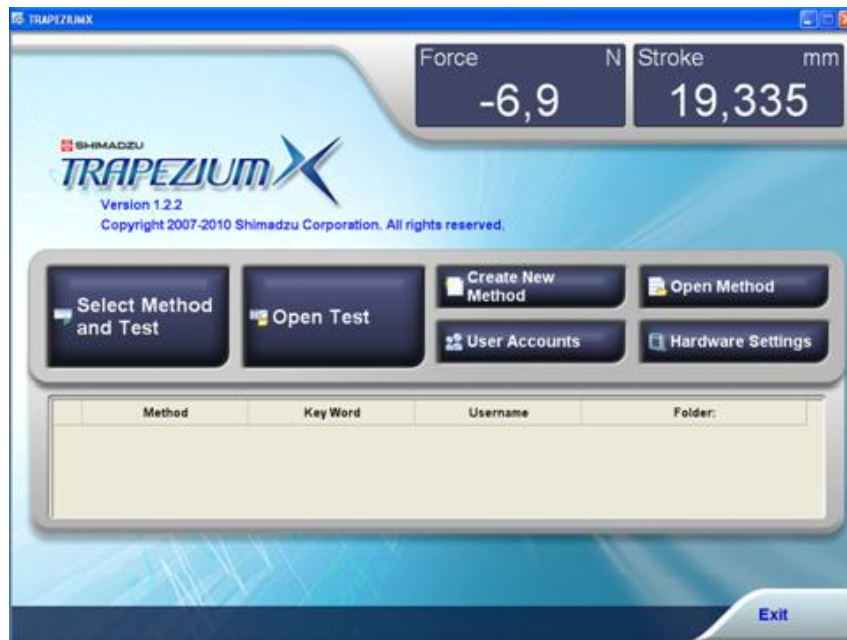 TRAPEZIUMX
Force N
-6,9
Stroke mm
19,335
SHIMADZU
TRAPEZIUM X
Version 1.2.2
Copyright 2007-2010 Shimadzu Corporation. All rights reserved.
Select Method
and Test
Open Test
Create New
Method
Open Method
User Accounts
Hardware Settings
Method Key Word Username Folder:
Exit